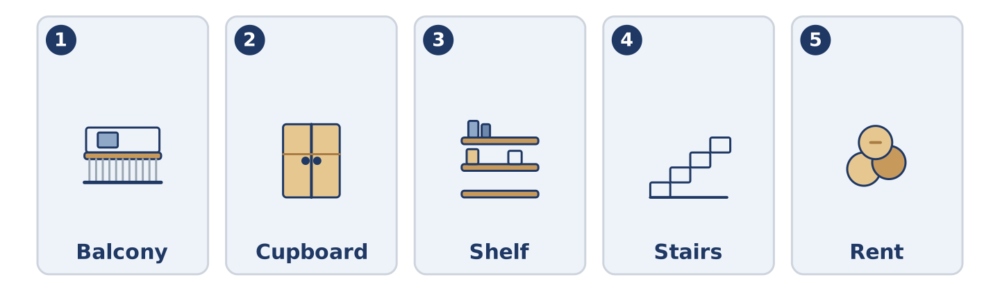 1
Balcony
2
Cupboard
3
Shelf
4
Stairs
5
Rent